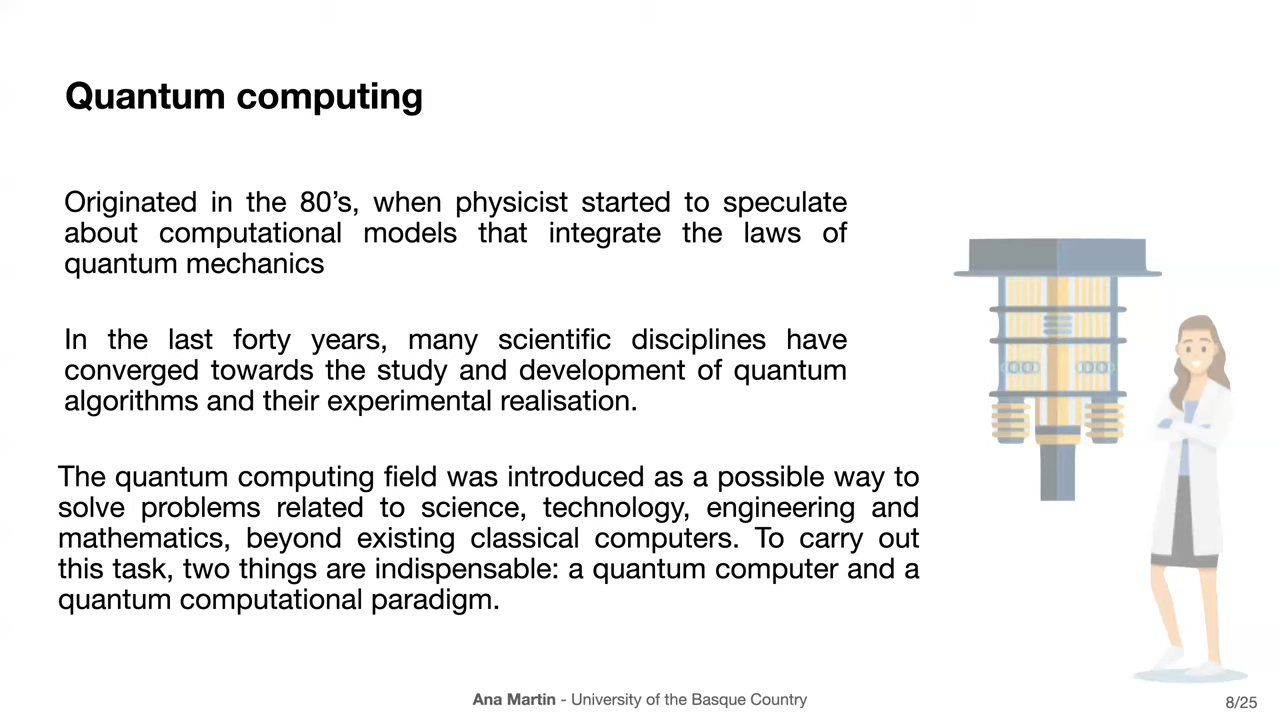 Quantum computing
Originated in the 80’s, when physicist started to speculate
about computational models that integrate the laws of
quantum mechanics
In the last forty years, many scientific disciplines have
converged towards the study and development of quantum
algorithms and their experimental realisation.
The quantum computing field was introduced as a possible way to
solve problems related to science, technology, engineering and
mathematics, beyond existing classical computers. To carry out
this task, two things are indispensable: a quantum computer and a
quantum computational paradigm.
Ana Martin - University of the Basque Country
8/25